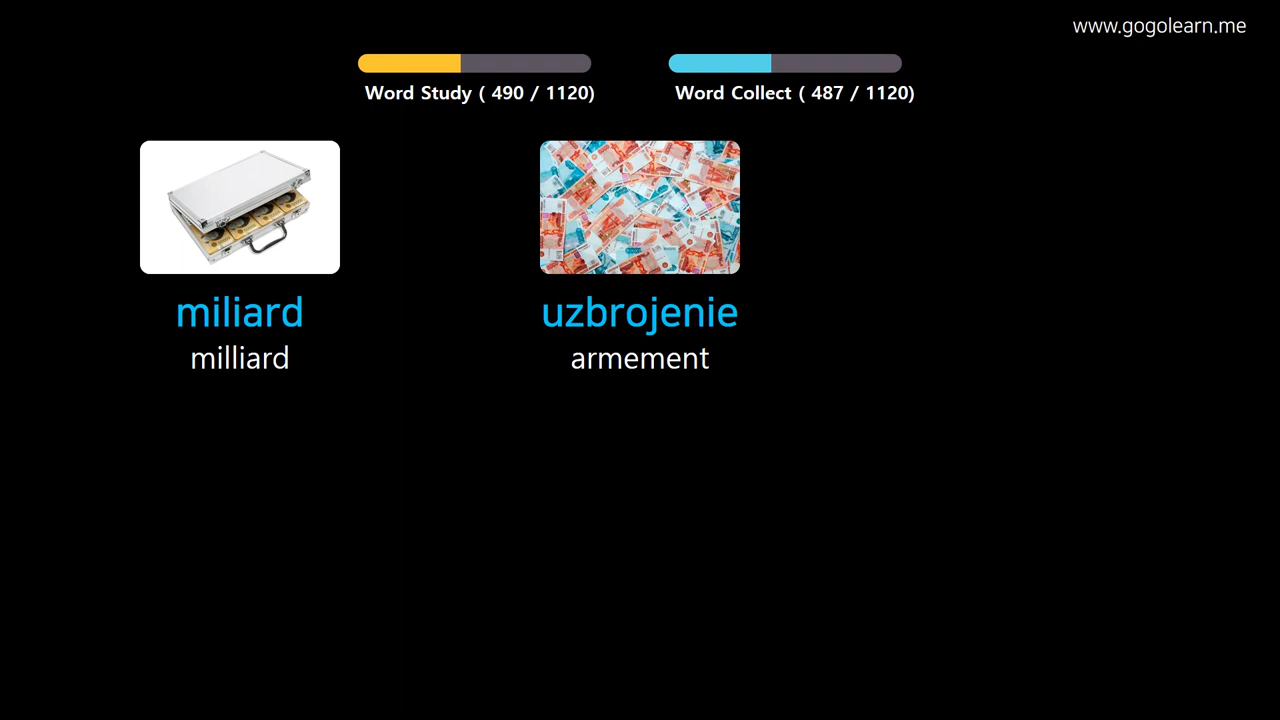 www.gogolearn.me
Word Study ( 490 / 1120)
Word Collect ( 487 / 1120)
miliard
milliard
uzbrojenie
armement